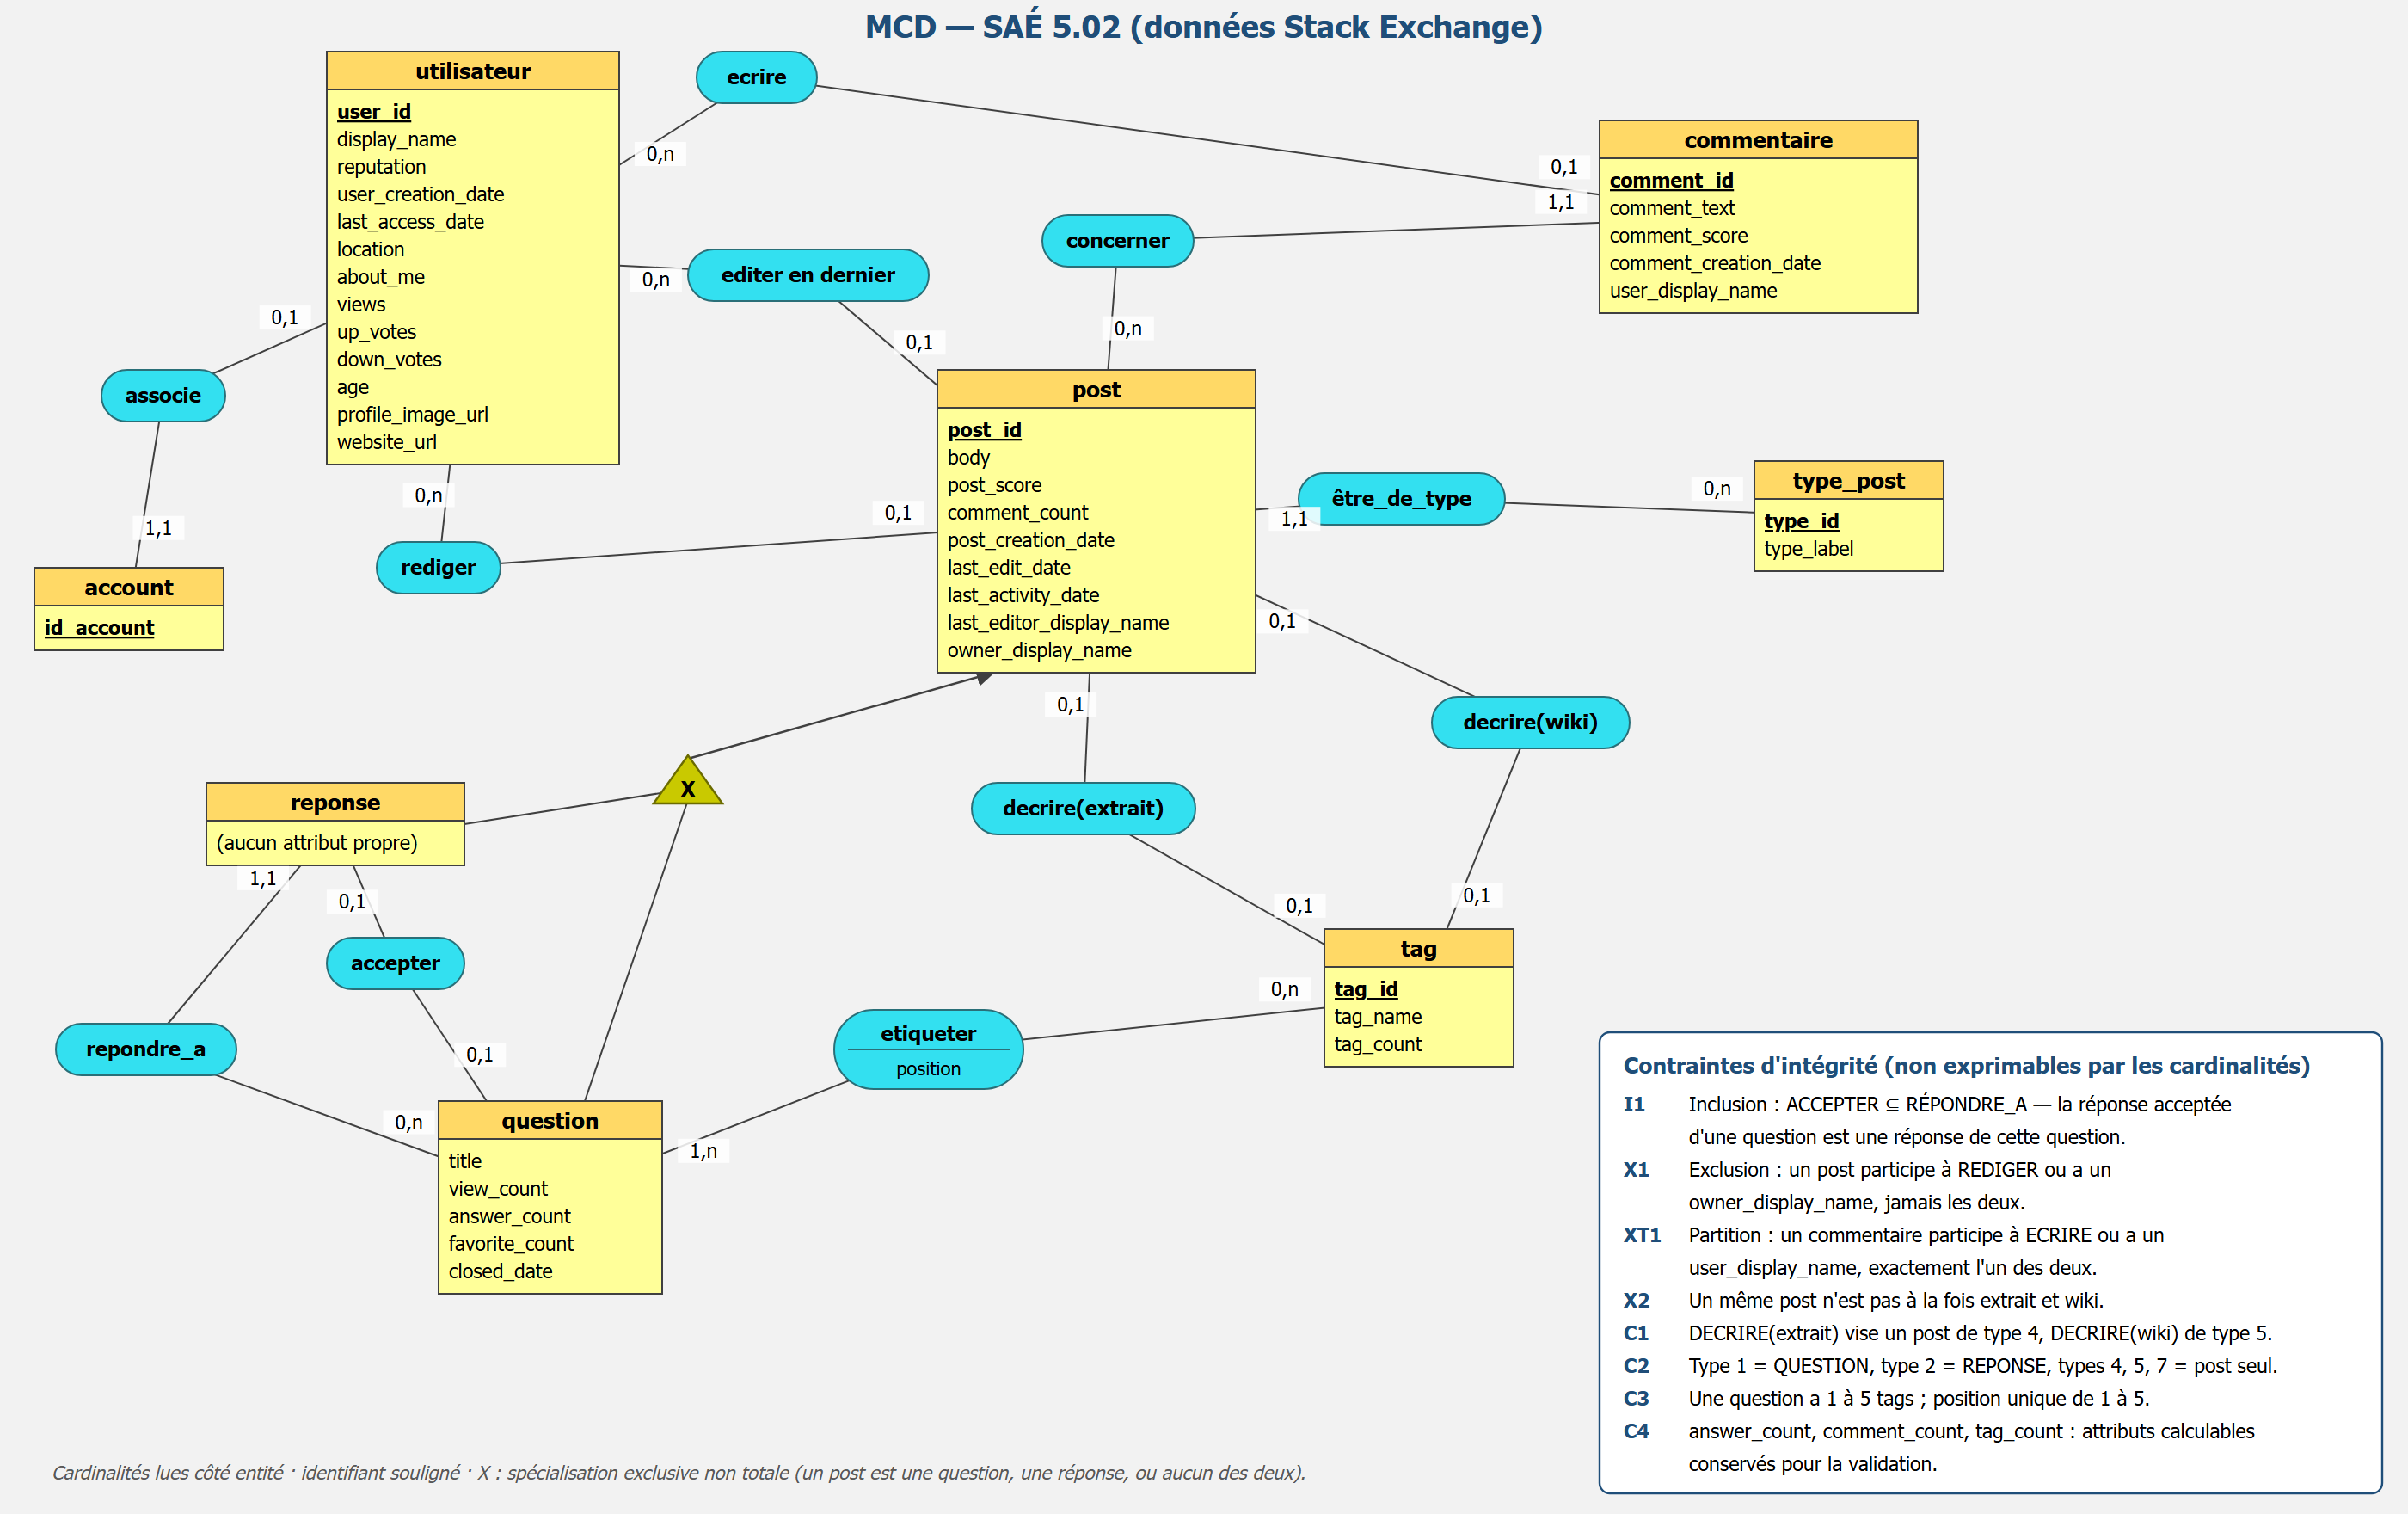 MCD — SAÉ 5.02 (données Stack Exchange)
utilisateur
user_id
display_name
reputation
user_creation_date
last_access_date
location
about_me
views
up_votes
down_votes
age
profile_image_url
website_url
ecrire
0,n
0,1
commentaire
comment_id
comment_text
comment_score
comment_creation_date
user_display_name
1,1
concerner
0,n
editer en dernier
0,n
0,1
0,1
associe
1,1
account
id_account
0,n
rediger
0,1
post
post_id
body
post_score
comment_count
post_creation_date
last_edit_date
last_activity_date
last_editor_display_name
owner_display_name
être_de_type
1,1
0,n
type_post
type_id
type_label
0,1
decrire(wiki)
0,1
0,1
decrire(extrait)
0,1
X
reponse
(aucun attribut propre)
1,1
0,1
accepter
0,1
repondre_a
0,n
question
title
view_count
answer_count
favorite_count
closed_date
etiqueter
position
1,n
0,n
tag
tag_id
tag_name
tag_count
Contraintes d'intégrité (non exprimables par les cardinalités)
I1 Inclusion : ACCEPTER ⊆ RÉPONDRE_A — la réponse acceptée
d'une question est une réponse de cette question.
X1 Exclusion : un post participe à REDIGER ou a un
owner_display_name, jamais les deux.
XT1 Partition : un commentaire participe à ECRIRE ou a un
user_display_name, exactement l'un des deux.
X2 Un même post n'est pas à la fois extrait et wiki.
C1 DECRIRE(extrait) vise un post de type 4, DECRIRE(wiki) de type 5.
C2 Type 1 = QUESTION, type 2 = REPONSE, types 4, 5, 7 = post seul.
C3 Une question a 1 à 5 tags ; position unique de 1 à 5.
C4 answer_count, comment_count, tag_count : attributs calculables
conservés pour la validation.
Cardinalités lues côté entité · identifiant souligné · X : spécialisation exclusive non totale (un post est une question, une réponse, ou aucun des deux).